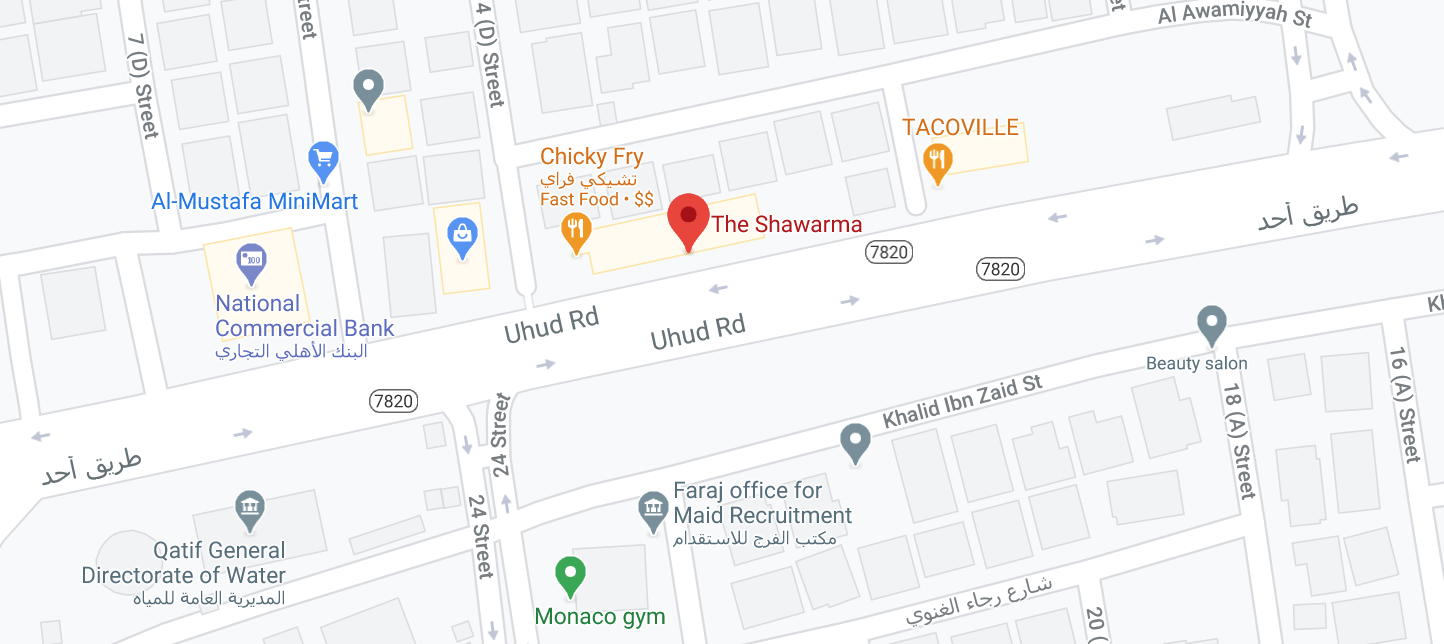 Street
4 (D) Street
Al Awamiyyah St
7 (D) Street
TACOVILLE
Chicky Fry
تشيكي فراي
Fast Food • $$
Al-Mustafa MiniMart
The Shawarma
طريق أحد
7820
7820
National
Commercial Bank
البنك الأهلي التجاري
Uhud Rd
Uhud Rd
Beauty salon
16 (A) Street
18 (A) Street
Khalid Ibn Zaid St
7820
24 Street
طريق أحد
Faraj office for
Maid Recruitment
مكتب الفرج للاستقدام
24 Street
Qatif General
Directorate of Water
المديرية العامة للمياه
Monaco gym
شارع رجاء الغنوي
20 (